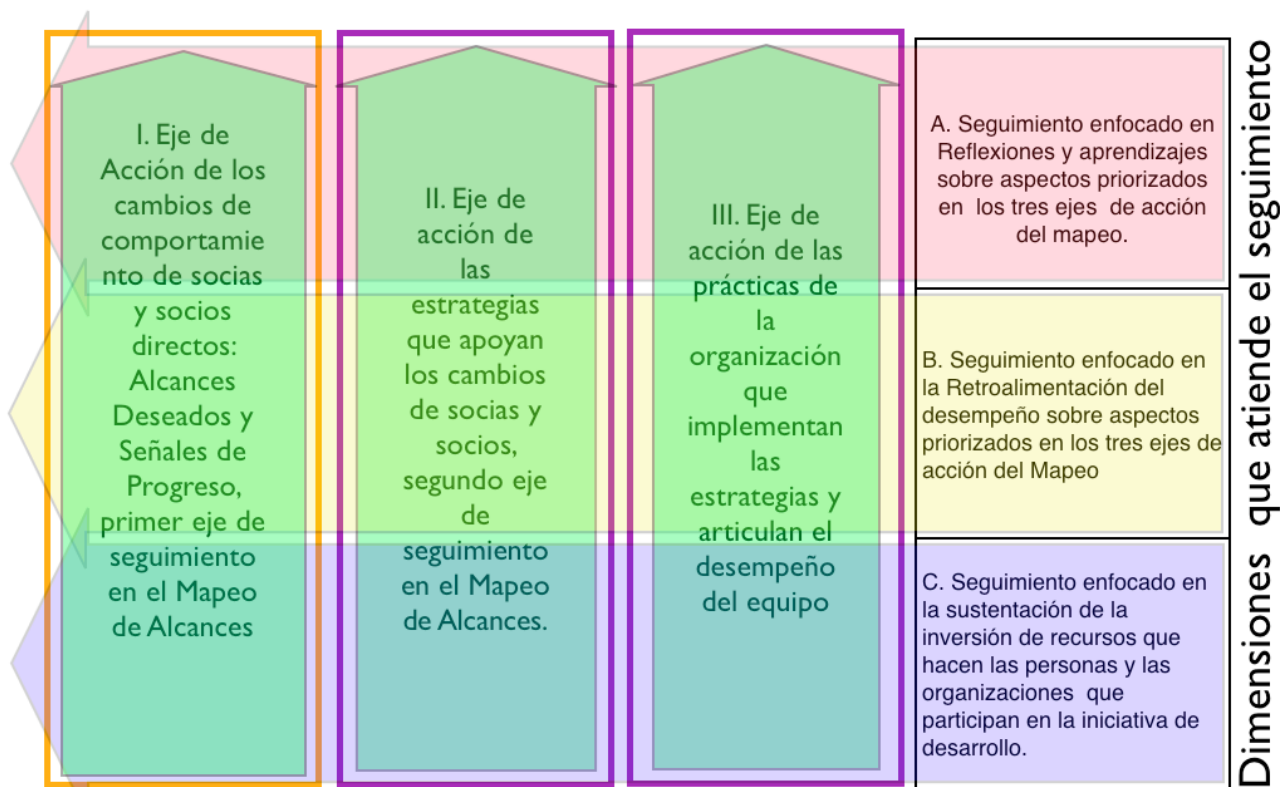 I. Eje de
Acción de los
cambios de
comportamie
nto de socias
y socios
directos:
Alcances
Deseados y
Señales de
Progreso,
primer eje de
seguimiento
en el Mapeo
de Alcances
II. Eje de
acción de
las
estrategias
que apoyan
los cambios
de socias y
socios,
segundo eje
de
seguimiento
en el Mapeo
de Alcances.
III. Eje de
acción de las
prácticas de
la
organización
que
implementan
las
estrategias y
articulan el
desempeño
del equipo
A. Seguimiento enfocado en
Reflexiones y aprendizajes
sobre aspectos priorizados
en los tres ejes de acción
del mapeo.
B. Seguimiento enfocado en
la Retroalimentación del
desempeño sobre aspectos
priorizados en los tres ejes de
acción del Mapeo
C. Seguimiento enfocado en
la sustentación de la
inversión de recursos que
hacen las personas y las
organizaciones que
participan en la iniciativa de
desarrollo.
Dimensiones que atiende el seguimiento